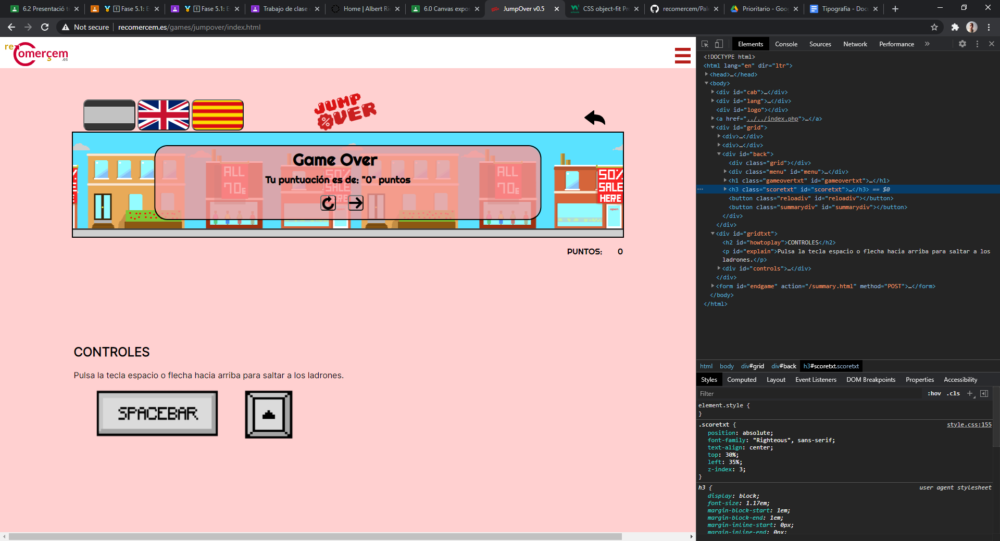 6.2 Presentació t
1 Fase 5.1: E
1 Fase 5.1: E
Trabajo de clase
Home | Albert Ri
6.0 Canvas expos
JumpOver v0.5
CSS object-fit Pr
recomercem/Pal
Prioritario - Goo
Tipografia - Doc
Not secure
recomercem.es/games/jumpover/index.html
recomerçem
s .es
JUMP
%VER
Game Over
Tu puntuación es de: "0" puntos
ALL
70€
50%
SALE
HERE
ALL
70€
50%
SALE
HERE
open
PUNTOS: 0
CONTROLES
Pulsa la tecla espacio o flecha hacia arriba para saltar a los ladrones.
SPACEBAR
Elements
Console
Sources
Network
Performance
<!DOCTYPE html>
<html lang="en" dir="ltr">
<head>…</head>
<body>
<div id="cab">…</div>
<div id="lang">…</div>
<div id="logo"></div>
<a href="../../index.php">…</a>
<div id="grid">
<div>…</div>
<div>…</div>
<div id="back">
<div class="grid"></div>
<div class="menu" id="menu">…</div>
<h1 class="gameovertxt" id="gameovertxt">…</h1>
<h3 class="scoretxt" id="scoretxt">…</h3> == $0
<button class="reloadiv" id="reloadiv"></button>
<button class="summarydiv" id="summarydiv"></button>
</div>
</div>
<div id="gridtxt">
<h2 id="howtoplay">CONTROLES</h2>
<p id="explain">Pulsa la tecla espacio o flecha hacia arriba para saltar a los
ladrones.</p>
<div id="controls">…</div>
</div>
<form id="endgame" action="/summary.html" method="POST">…</form>
</body>
</html>
html body div#grid div#back h3#scoretxt.scoretxt
Styles Computed Layout Event Listeners DOM Breakpoints Properties Accessibility
Filter :hov .cls
element.style {
}
.scoretxt { style.css:155
position: absolute;
font-family: "Righteous", sans-serif;
text-align: center;
top: 30%;
left: 35%;
z-index: 3;
}
h3 { user agent stylesheet
display: block;
font-size: 1.17em;
margin-block-start: 1em;
margin-block-end: 1em;
margin-inline-start: 0px;
margin-inline-end: 0px;